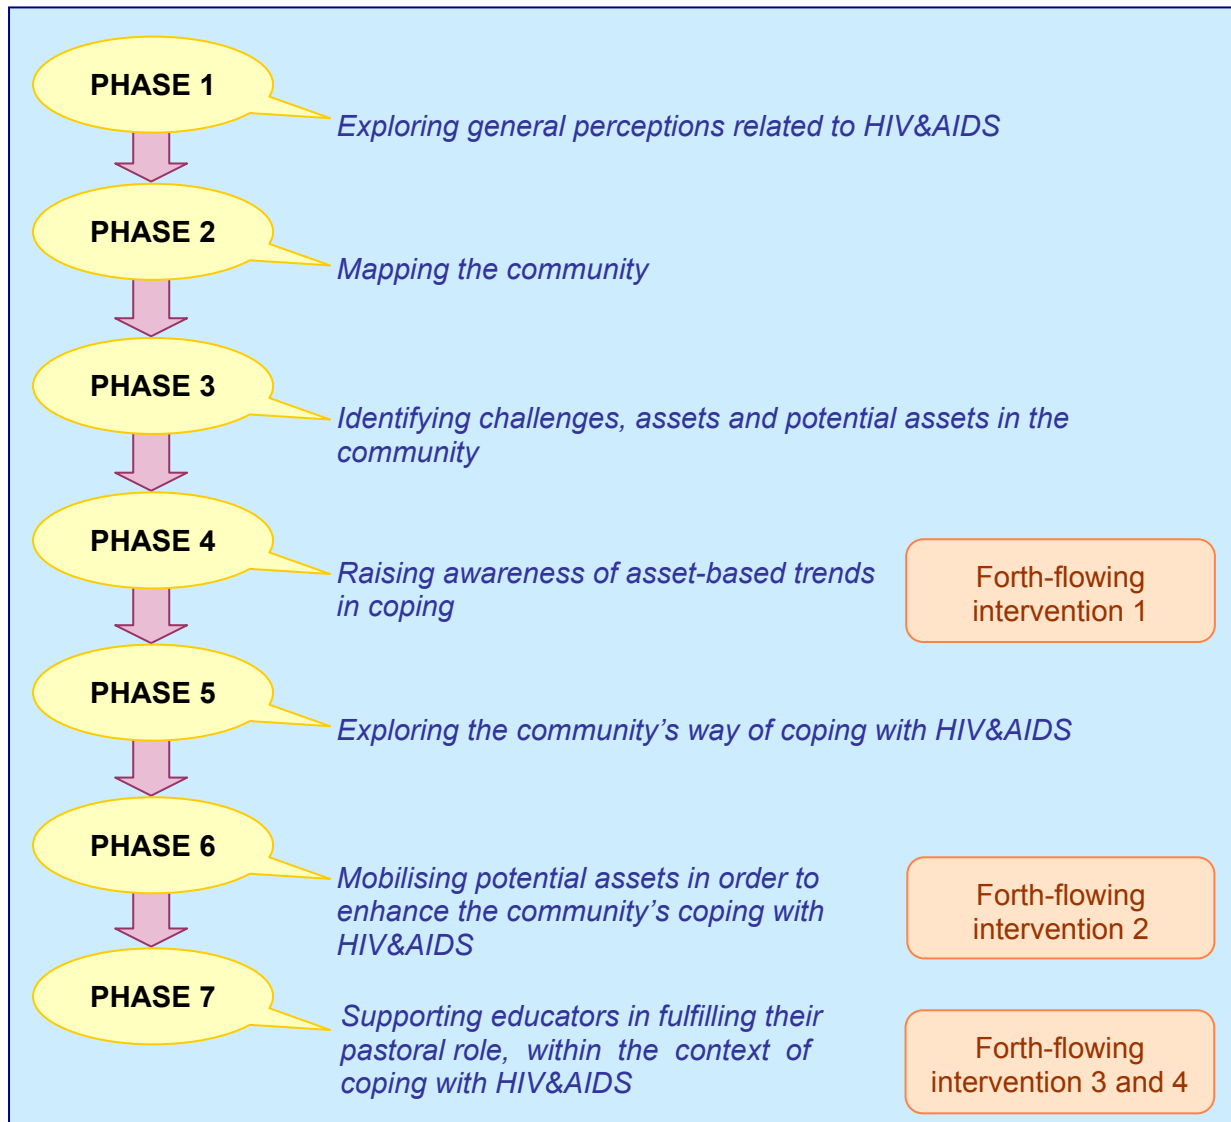 PHASE 1
Exploring general perceptions related to HIV&AIDS
PHASE 2
Mapping the community
PHASE 3
Identifying challenges, assets and potential assets in the
community
PHASE 4
Raising awareness of asset-based trends
in coping
Forth-flowing
intervention 1
PHASE 5
Exploring the community's way of coping with HIV&AIDS
PHASE 6
Mobilising potential assets in order to
enhance the community's coping with
HIV&AIDS
Forth-flowing
intervention 2
PHASE 7
Supporting educators in fulfilling their
pastoral role, within the context of
coping with HIV&AIDS
Forth-flowing
intervention 3 and 4